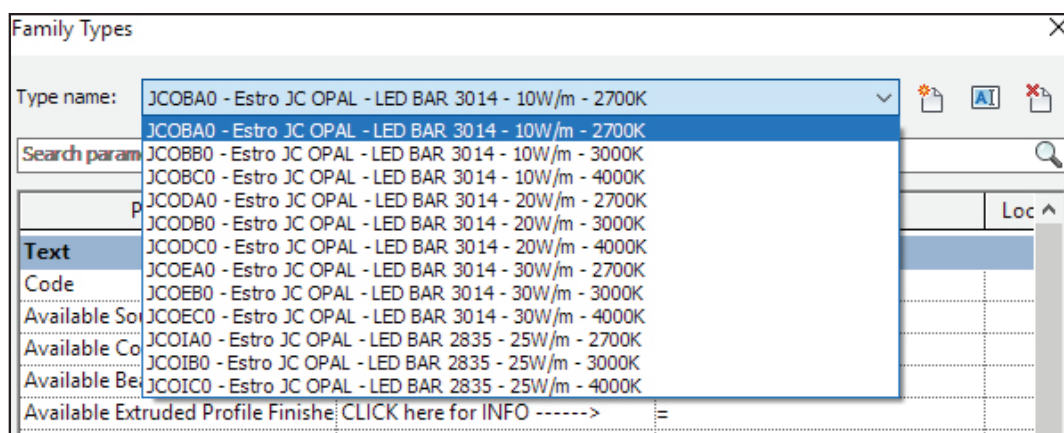 Family Types
Type name: JCOBA0 - Estro JC OPAL - LED BAR 3014 - 10W/m - 2700K
JCOBA0 - Estro JC OPAL - LED BAR 3014 - 10W/m - 2700K
Search param JCOBB0 - Estro JC OPAL - LED BAR 3014 - 10W/m - 3000K
JCOBC0 - Estro JC OPAL - LED BAR 3014 - 10W/m - 4000K
JCODA0 - Estro JC OPAL - LED BAR 3014 - 20W/m - 2700K
P JCODB0 - Estro JC OPAL - LED BAR 3014 - 20W/m - 3000K Loc
JCODC0 - Estro JC OPAL - LED BAR 3014 - 20W/m - 4000K
Text JCOEA0 - Estro JC OPAL - LED BAR 3014 - 30W/m - 2700K
Code JCOEB0 - Estro JC OPAL - LED BAR 3014 - 30W/m - 3000K
Available Sou JCOEC0 - Estro JC OPAL - LED BAR 3014 - 30W/m - 4000K
Available Co JCOIA0 - Estro JC OPAL - LED BAR 2835 - 25W/m - 2700K
JCOIB0 - Estro JC OPAL - LED BAR 2835 - 25W/m - 3000K
Available Bea JCOIC0 - Estro JC OPAL - LED BAR 2835 - 25W/m - 4000K
Available Extruded Profile Finishe CLICK here for INFO ------> =